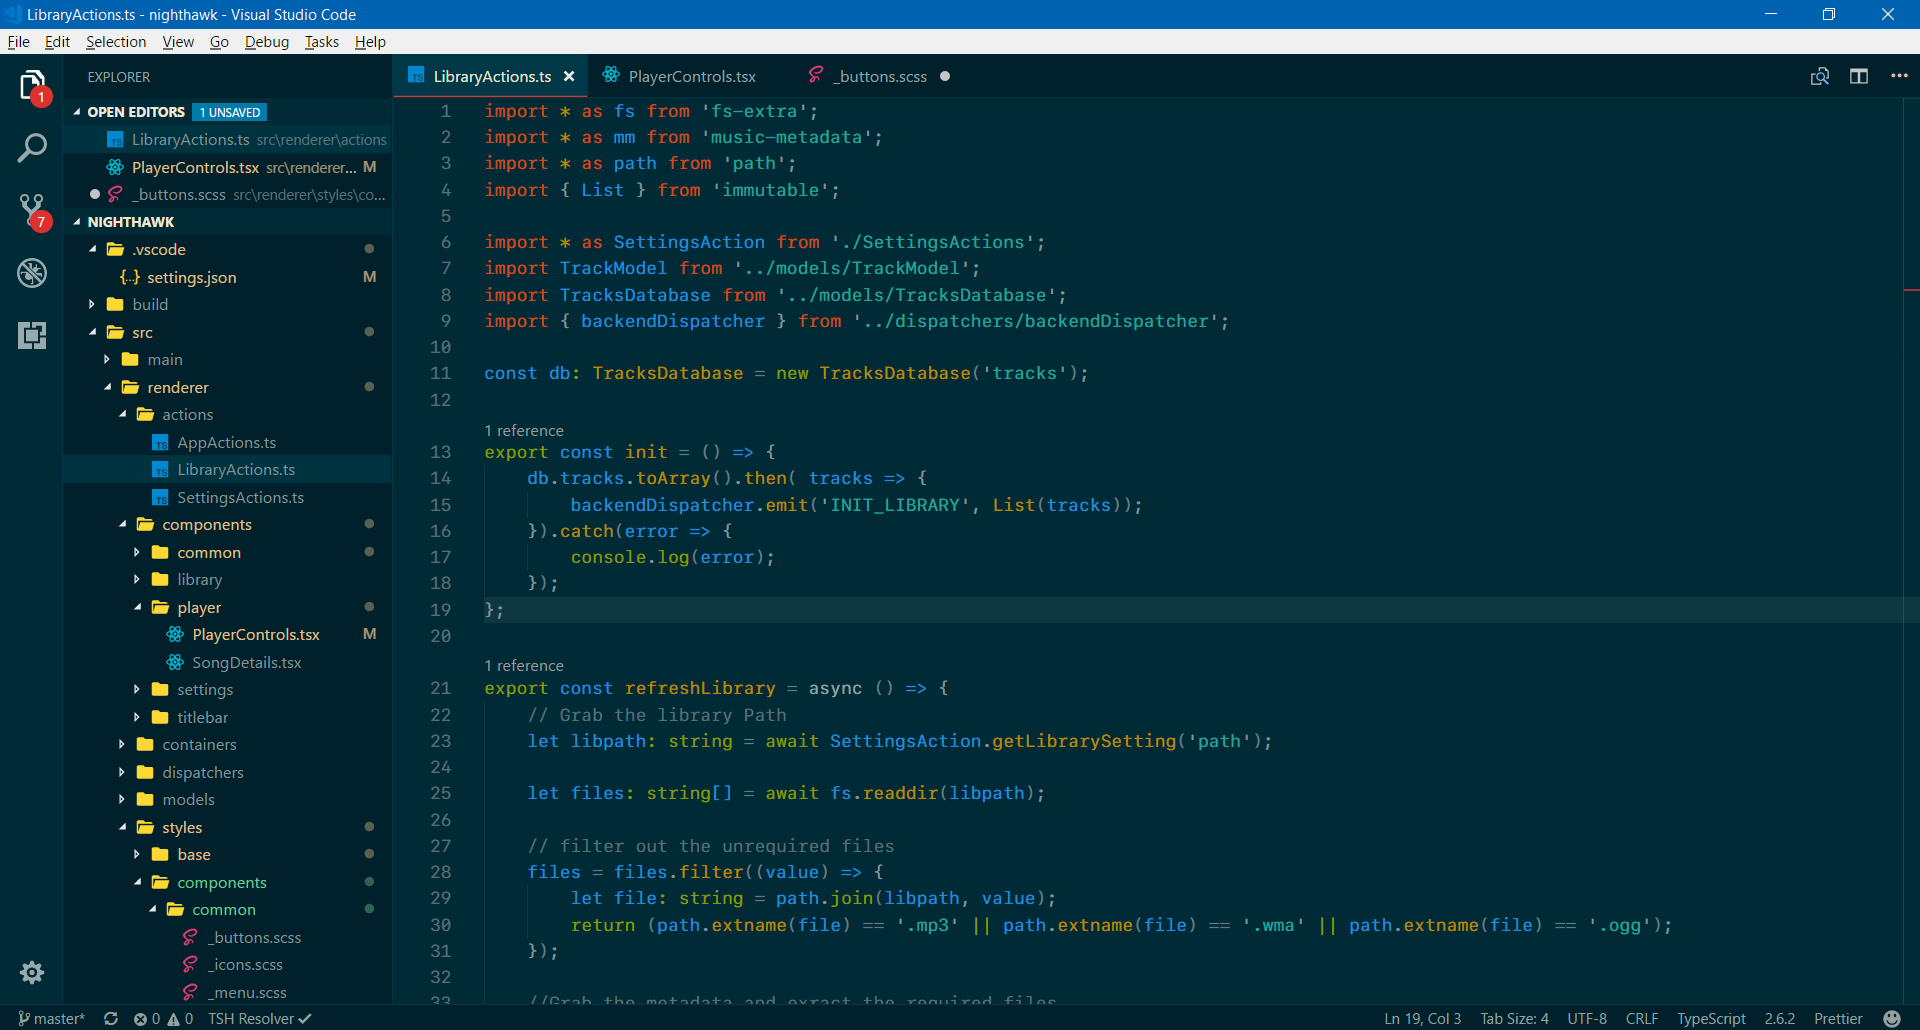 LibraryActions.ts - nighthawk - Visual Studio Code
File Edit Selection View Go Debug Tasks Help
1
7
EXPLORER
OPEN EDITORS 1 UNSAVED
LibraryActions.ts src\renderer\actions
PlayerControls.tsx src\renderer... M
_buttons.scss src\renderer\styles\co...
NIGHTHAWK
.vscode
{..} settings.json M
build
src
main
renderer
actions
TS AppActions.ts
TS LibraryActions.ts
TS SettingsActions.ts
components
common
library
player
PlayerControls.tsx M
SongDetails.tsx
settings
titlebar
containers
dispatchers
models
styles
base
components
common
_buttons.scss
_icons.scss
_menu.scss
TS LibraryActions.ts × PlayerControls.tsx _buttons.scss ●
1 import * as fs from 'fs-extra';
2 import * as mm from 'music-metadata';
3 import * as path from 'path';
4 import { List } from 'immutable';
5
6 import * as SettingsAction from './SettingsActions';
7 import TrackModel from '../models/TrackModel';
8 import TracksDatabase from '../models/TracksDatabase';
9 import { backendDispatcher } from '../dispatchers/backendDispatcher';
10
11 const db: TracksDatabase = new TracksDatabase('tracks');
12
1 reference
13 export const init = () => {
14 db.tracks.toArray().then( tracks => {
15 backendDispatcher.emit('INIT_LIBRARY', List(tracks));
16 }).catch(error => {
17 console.log(error);
18 });
19 };
20
1 reference
21 export const refreshLibrary = async () => {
22 // Grab the library Path
23 let libpath: string = await SettingsAction.getLibrarySetting('path');
24
25 let files: string[] = await fs.readdir(libpath);
26
27 // filter out the unrequired files
28 files = files.filter((value) => {
29 let file: string = path.join(libpath, value);
30 return (path.extname(file) == '.mp3' || path.extname(file) == '.wma' || path.extname(file) == '.ogg');
31 });
32
33 //Grab the metadata and exract the required files
master* 0 0 TSH Resolver ✓ Ln 19, Col 3 Tab Size: 4 UTF-8 CRLF TypeScript 2.6.2 Prettier